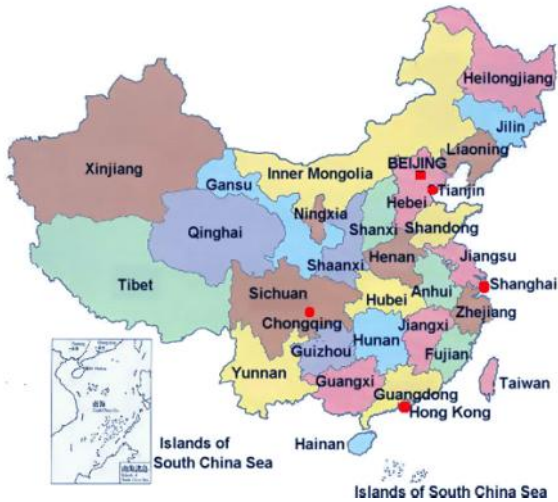 Heilongjiang
Jilin
Liaoning
Xinjiang
Inner Mongolia
BEIJING
Gansu
Tianjin
Hebei
Ningxia
Shanxi
Shandong
Qinghai
Henan
Jiangsu
Shaanxi
Tibet
Shanghai
Sichuan
Anhui
Hubei
Zhejiang
Chongqing
Jiangxi
Hunan
Guizhou
Fujian
Yunnan
Guangxi
Taiwan
Guangdong
Hong Kong
Hainan
Islands of
South China Sea
Islands of South China Sea